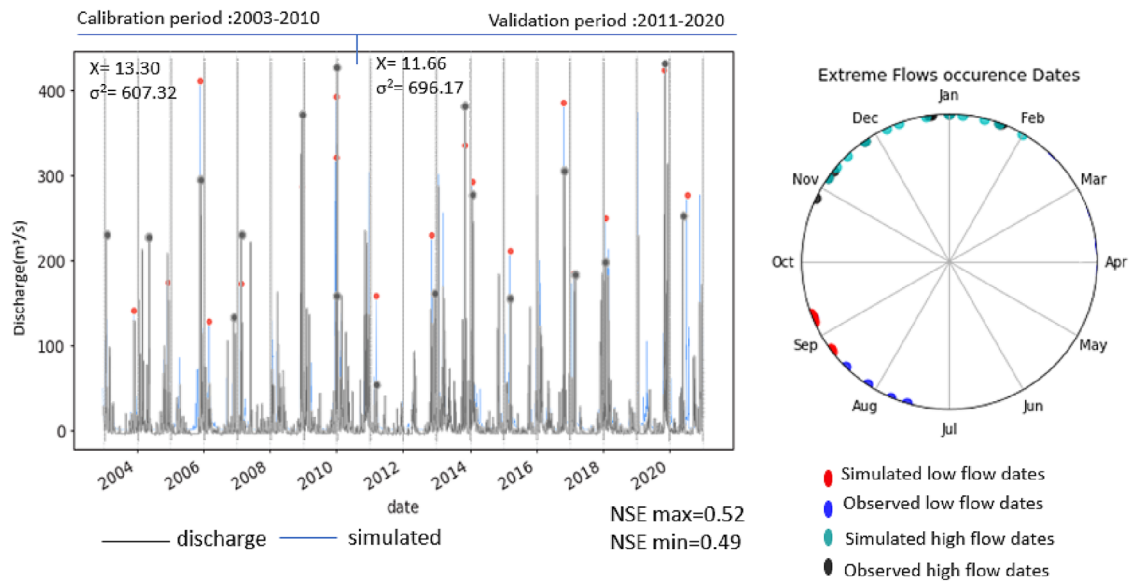 Calibration period :2003-2010
Validation period :2011-2020
X= 13.30
σ²= 607.32
X= 11.66
σ²= 696.17
400
300
200
100
0
Discharge(m³/s)
2004
2006
2008
2010
2012
2014
2016
2018
2020
date
discharge
simulated
NSE max=0.52
NSE min=0.49
Extreme Flows occurence Dates
Jan
Feb
Mar
Apr
May
Jun
Jul
Aug
Sep
Oct
Nov
Dec
Simulated low flow dates
Observed low flow dates
Simulated high flow dates
Observed high flow dates